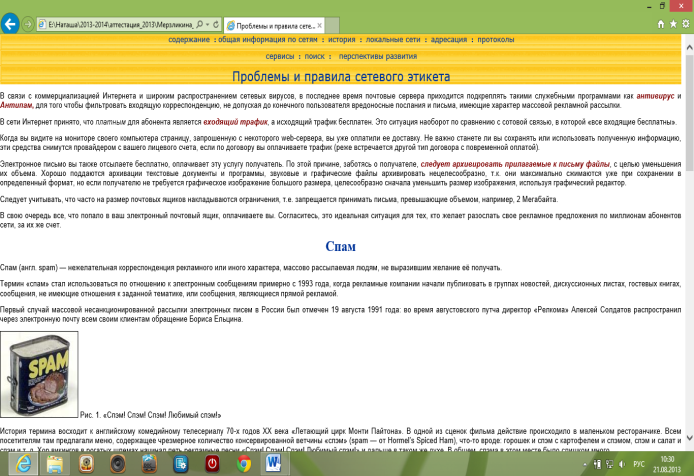 E:\Наташа\2013-2014\аттестация_2013\Мерзликина_
Проблемы и правила сете...
содержание : общая информация по сетям : история : локальные сети : адресация : протоколы
сервисы : поиск : перспективы развития
Проблемы и правила сетевого этикета
В связи с коммерциализацией Интернета и широким распространением сетевых вирусов, в последнее время почтовые сервера приходится подкреплять такими служебными программами как антивирус и
Антипам, для того чтобы фильтровать входящую корреспонденцию, не допуская до конечного пользователя вредоносные послания и письма, имеющие характер массовой рекламной рассылки.
В сети Интернет принято, что платным для абонента является входящий трафик, а исходящий трафик бесплатен. Это ситуация наоборот по сравнению с сотовой связью, в которой «все входящие бесплатны».
Когда вы видите на мониторе своего компьютера страницу, запрошенную с некоторого web-сервера, вы уже оплатили ее доставку. Не важно станете ли вы сохранять или использовать полученную информацию,
эти средства снимутся провайдером с вашего лицевого счета, если по договору вы оплачиваете трафик (реже встречается другой тип договора с повременной оплатой).
Электронное письмо вы также отсылаете бесплатно, оплачивает эту услугу получатель. По этой причине, заботясь о получателе, следует архивировать прилагаемые к письму файлы, с целью уменьшения
их объема. Хорошо поддаются архивации текстовые документы и программы, звуковые и графические файлы архивировать нецелесообразно, т.к. они максимально сжимаются уже при сохранении в
определенный формат, но если получателю не требуется графическое изображение большого размера, целесообразно сначала уменьшить размер изображения, используя графический редактор.
Следует учитывать, что часто на размер почтовых ящиков накладываются ограничения, т.е. запрещается принимать письма, превышающие объемом, например, 2 Мегабайта.
В свою очередь все, что попало в ваш электронный почтовый ящик, оплачиваете вы. Согласитесь, это идеальная ситуация для тех, кто желает разослать свое рекламное предложения по миллионам абонентов
сети, за их же счет.
Спам
Спам (англ. spam) — нежелательная корреспонденция рекламного или иного характера, массово рассылаемая людям, не выразившим желание её получать.
Термин «спам» стал использоваться по отношению к электронным сообщениям примерно с 1993 года, когда рекламные компании начали публиковать в группах новостей, дискуссионных листах, гостевых книгах,
сообщения, не имеющие отношения к заданной тематике, или сообщения, являющиеся прямой рекламой.
Первый случай массовой несанкционированной рассылки электронных писем в России был отмечен 19 августа 1991 года: во время августовского путча директор «Релкома» Алексей Солдатов распространил
через электронную почту всем своим клиентам обращение Бориса Ельцина.
SPAM
Рис. 1. «Спэм! Спэм! Спэм! Любимый спэм!»
История термина восходит к английскому комедийному телесериалу 70-х годов XX века «Летающий цирк Монти Пайтона». В одной из сценок фильма действие происходило в маленьком ресторанчике. Всем
посетителям там предлагали меню, содержащее чрезмерное количество консервированной ветчины «спэм» (spam — от Hormel's Spiced Ham), что-то вроде: горошек и спэм с картофелем и спэмом, спэм и салат и
РУС
10:30
21.08.2013